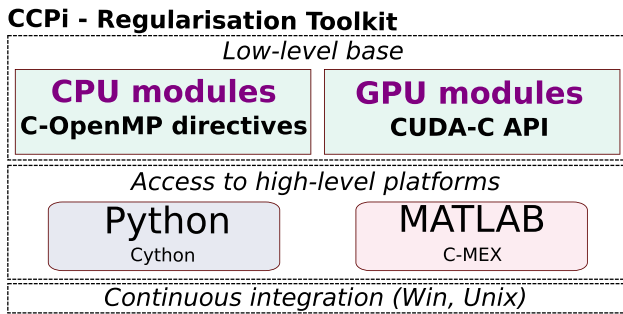 CCPi - Regularisation Toolkit
Low-level base
CPU modules
C-OpenMP directives
GPU modules
CUDA-C API
Access to high-level platforms
Python
Cython
MATLAB
C-MEX
Continuous integration (Win, Unix)